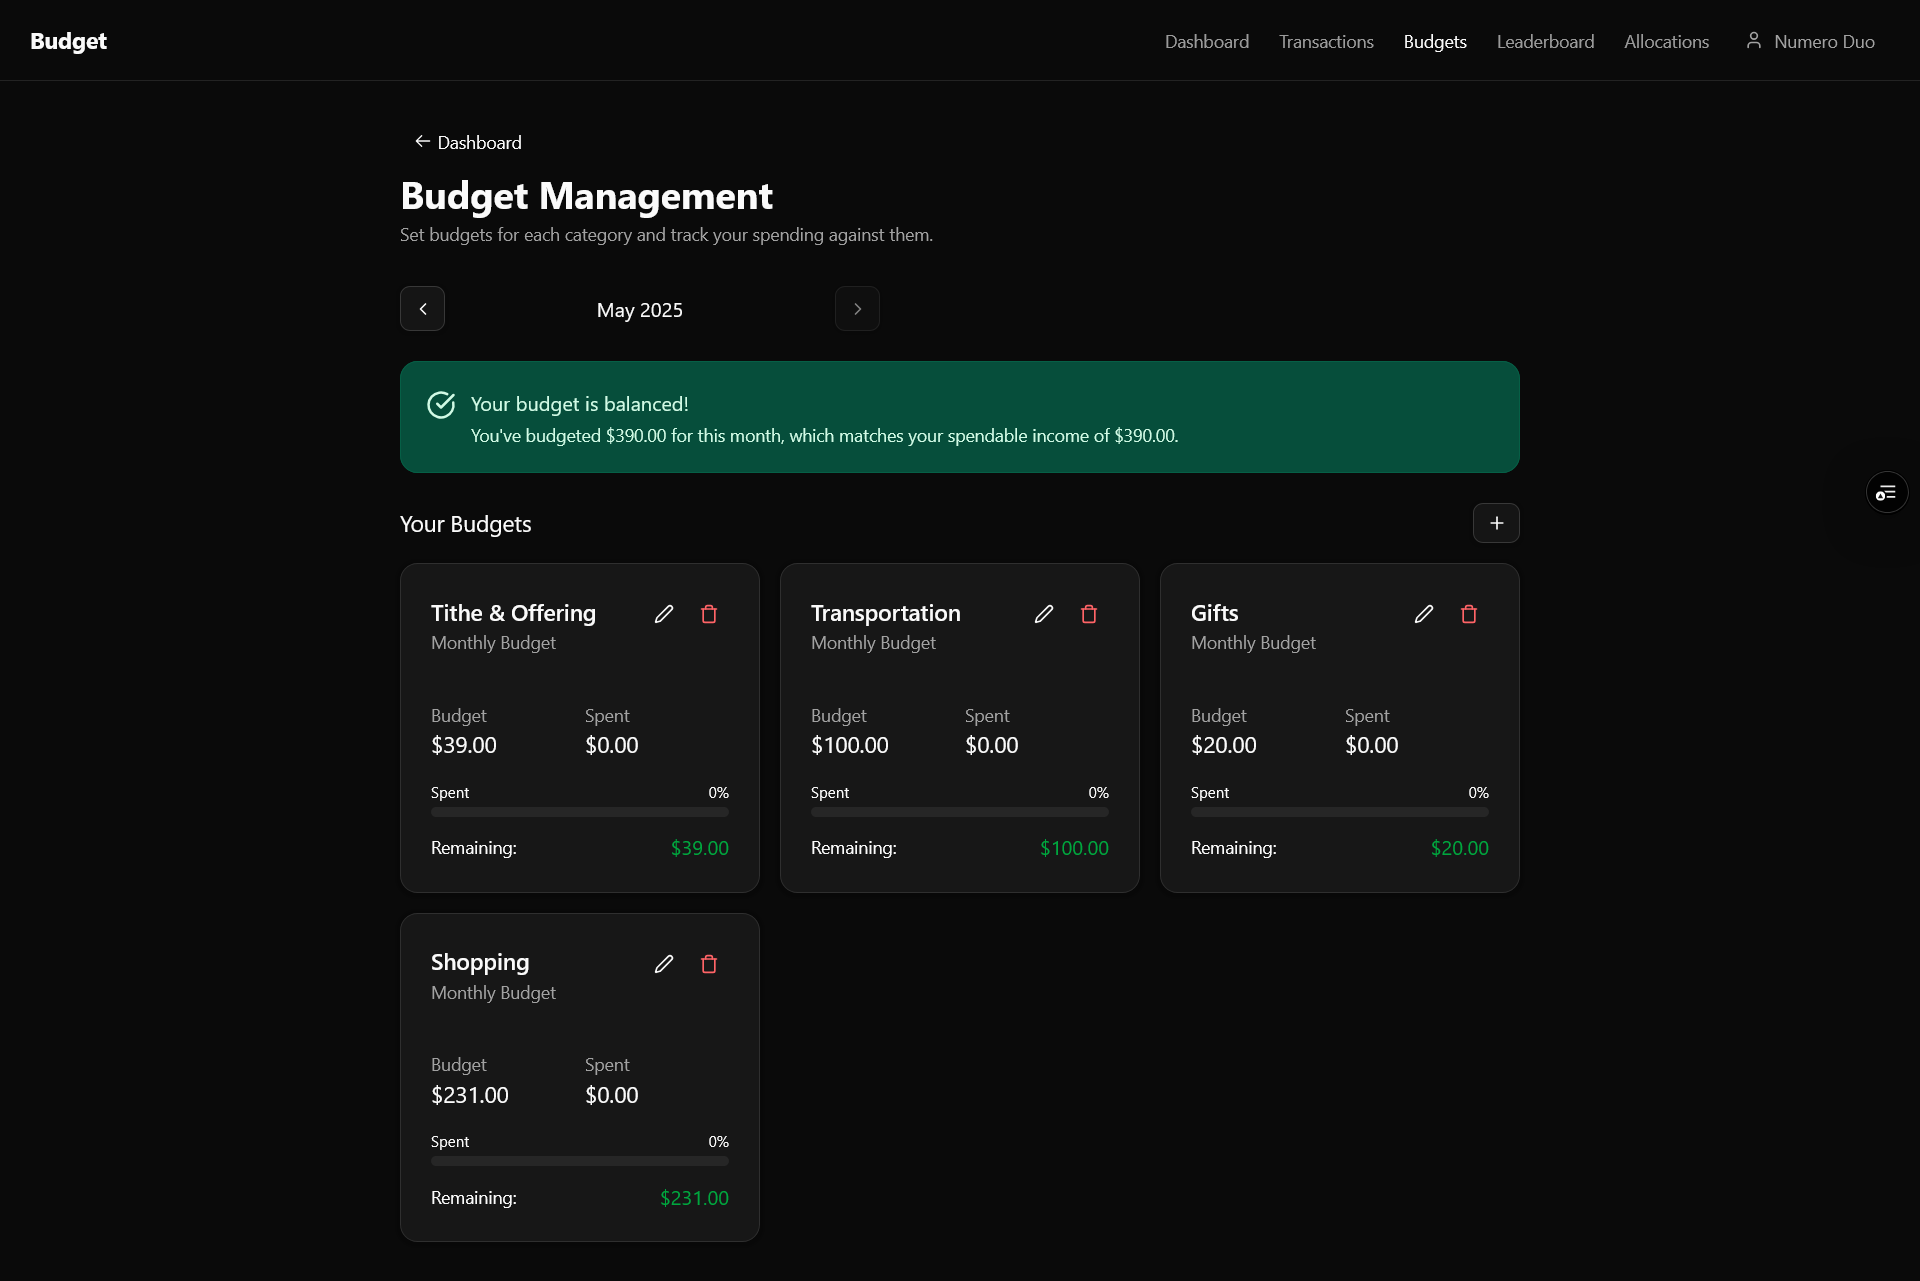 Budget
Dashboard Transactions Budgets Leaderboard Allocations Numero Duo
Dashboard
Budget Management
Set budgets for each category and track your spending against them.
May 2025
Your budget is balanced!
You've budgeted $390.00 for this month, which matches your spendable income of $390.00.
Your Budgets
Tithe & Offering
Monthly Budget
Budget Spent
$39.00 $0.00
Spent 0%
Remaining: $39.00
Transportation
Monthly Budget
Budget Spent
$100.00 $0.00
Spent 0%
Remaining: $100.00
Gifts
Monthly Budget
Budget Spent
$20.00 $0.00
Spent 0%
Remaining: $20.00
Shopping
Monthly Budget
Budget Spent
$231.00 $0.00
Spent 0%
Remaining: $231.00